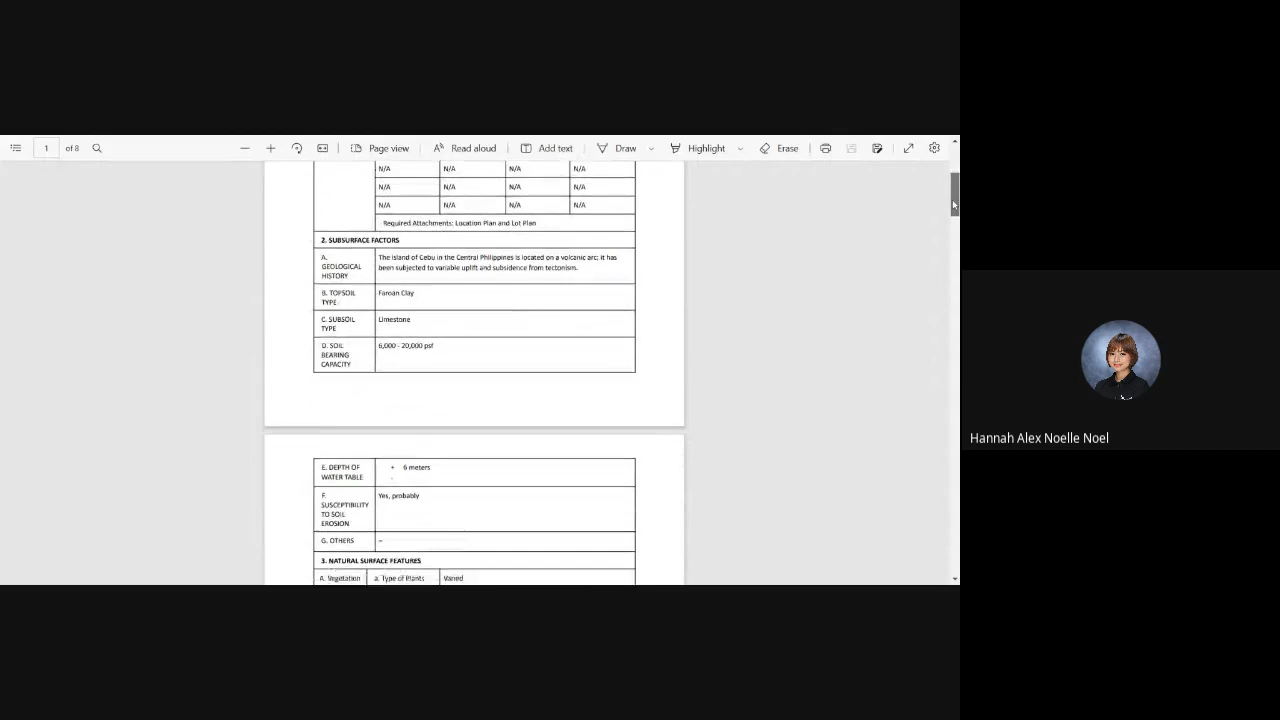 1 of 8 Page view Read aloud Add text Draw Highlight Erase
N/A N/A N/A N/A
N/A N/A N/A N/A
N/A N/A N/A N/A
Required Attachments: Location Plan and Lot Plan
2. SUBSURFACE FACTORS
A. GEOLOGICAL HISTORY
The island of Cebu in the Central Philippines is located on a volcanic arc; it has
been subjected to variable uplift and subsidence from tectonism.
B. TOPSOIL TYPE
Faraon Clay
C. SUBSOIL TYPE
Limestone
D. SOIL BEARING CAPACITY
6,000 - 20,000 psf
E. DEPTH OF WATER TABLE
+ 6 meters
-
F. SUSCEPTIBILITY TO SOIL EROSION
Yes, probably
G. OTHERS
–
3. NATURAL SURFACE FEATURES
A. Vegetation a. Type of Plants Varied
Hannah Alex Noelle Noel